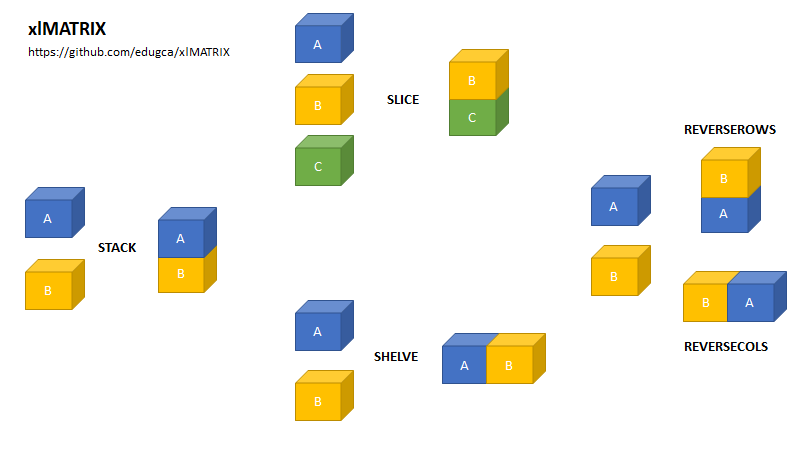 xlMATRIX
https://github.com/edugca/xlMATRIX
A
B
STACK
A
B
A
B
C
SLICE
B
C
A
B
SHELVE
A B
A
B
REVERSEROWS
B
A
B A
REVERSECOLS